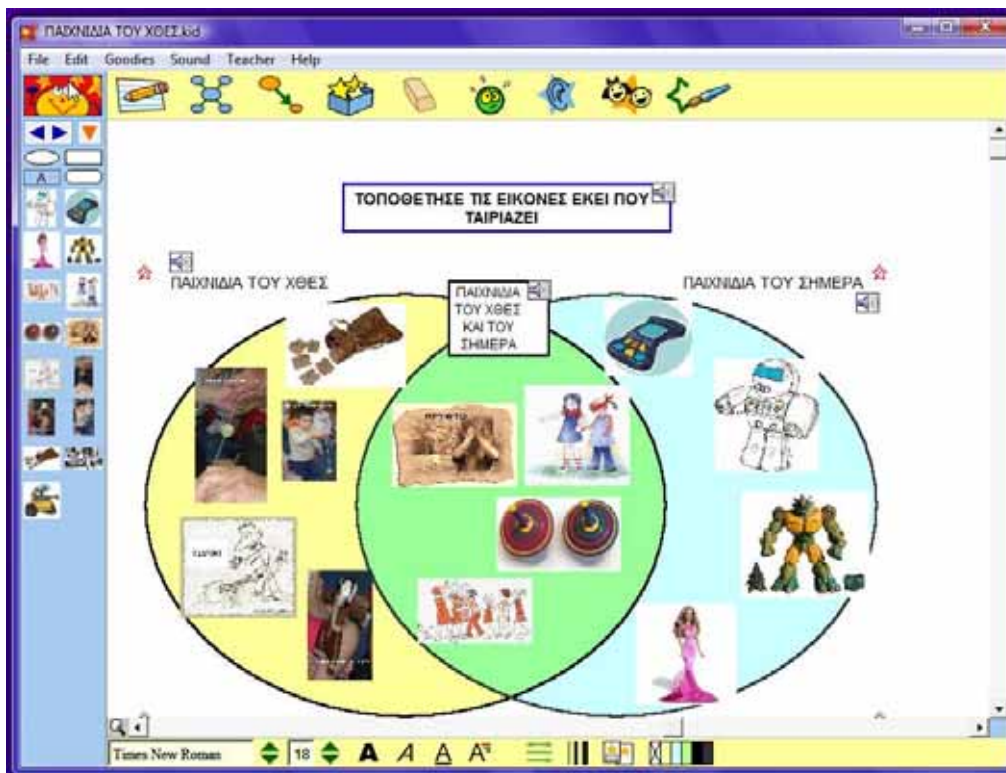 ΠΑΙΧΝΙΔΙΑ ΤΟΥ ΧΘΕΣ.kid
File Edit Goodies Sound Teacher Help
A
ΤΟΠΟΘΕΤΗΣΕ ΤΙΣ ΕΙΚΟΝΕΣ ΕΚΕΙ ΠΟΥ
ΤΑΙΡΙΑΖΕΙ
ΠΑΙΧΝΙΔΙΑ ΤΟΥ ΧΘΕΣ
ΠΑΙΧΝΙΔΙΑ
ΤΟΥ ΧΘΕΣ
ΚΑΙ ΤΟΥ
ΣΗΜΕΡΑ
ΠΑΙΧΝΙΔΙΑ ΤΟΥ ΣΗΜΕΡΑ
ΚΡΥΦΤΟ
Times New Roman 18 A A A A